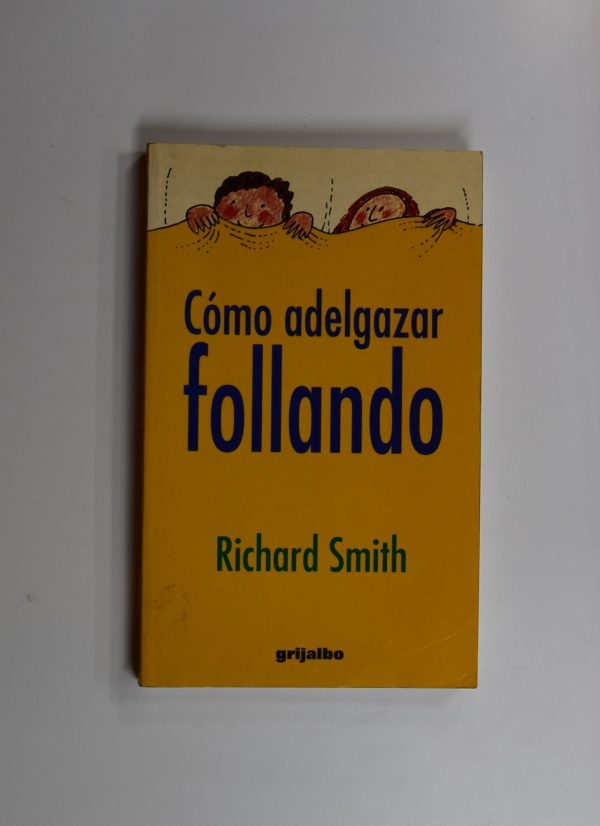 Cómo adelgazar
follando
Richard Smith
grijalbo